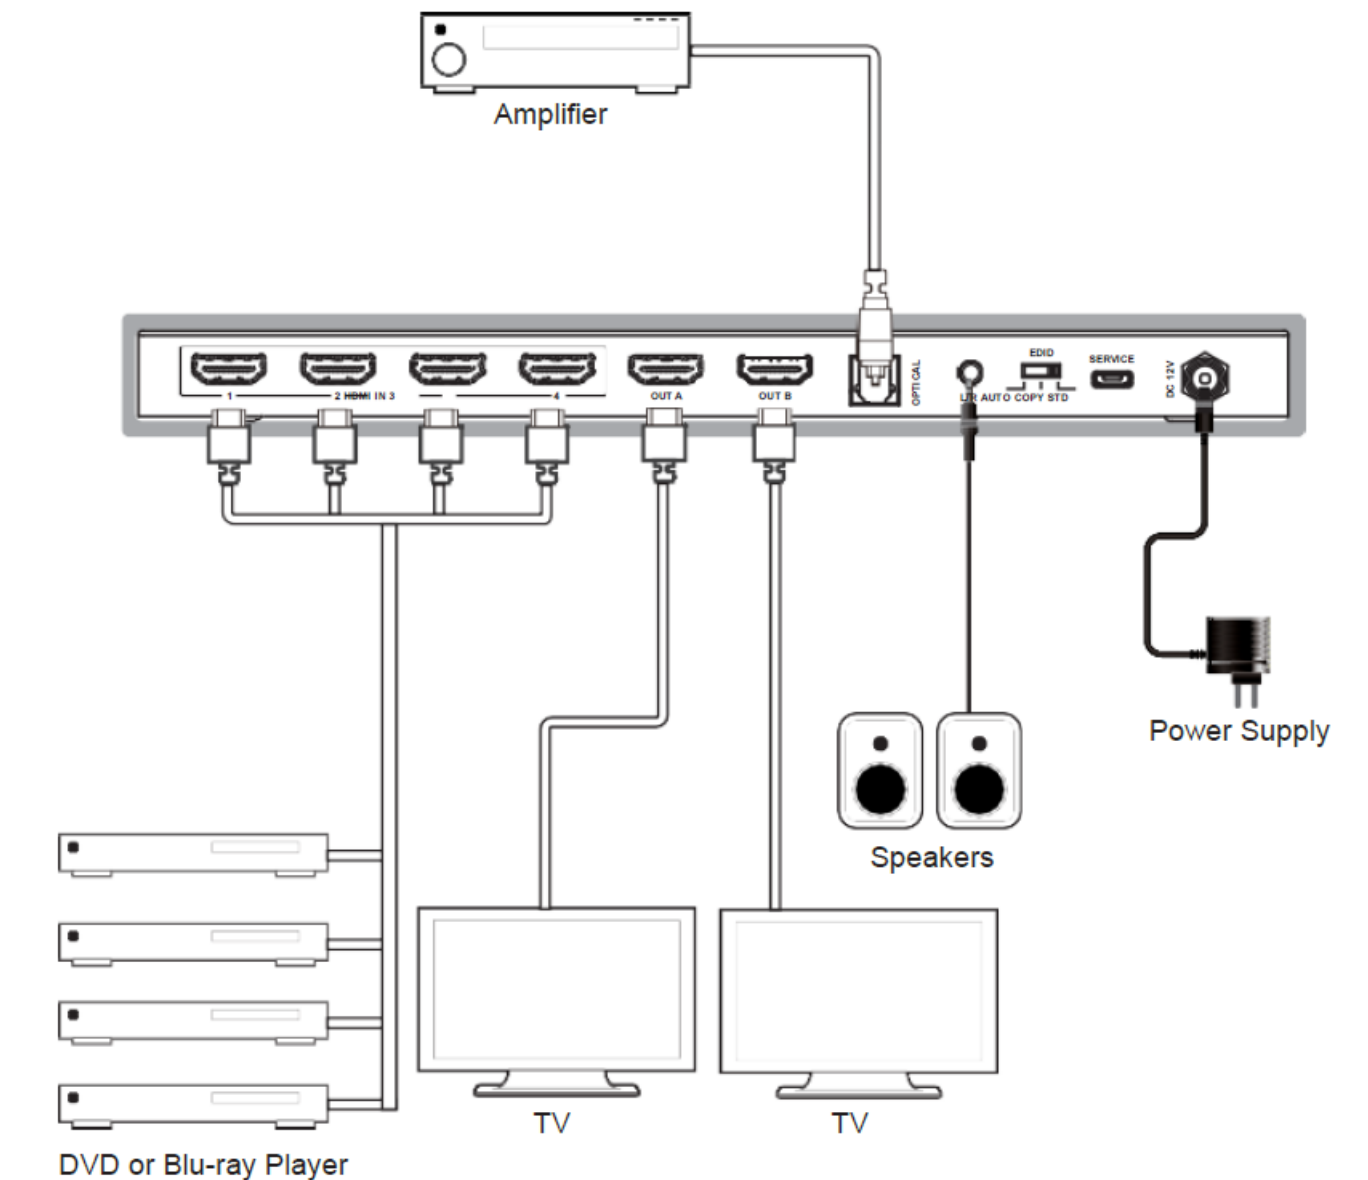 Amplifier
EDID
SERVICE
OPTICAL
DC 12V
1
2 HDMI IN 3
4
OUT A
OUT B
L/R AUTO COPY STD
Power Supply
Speakers
TV
TV
DVD or Blu-ray Player